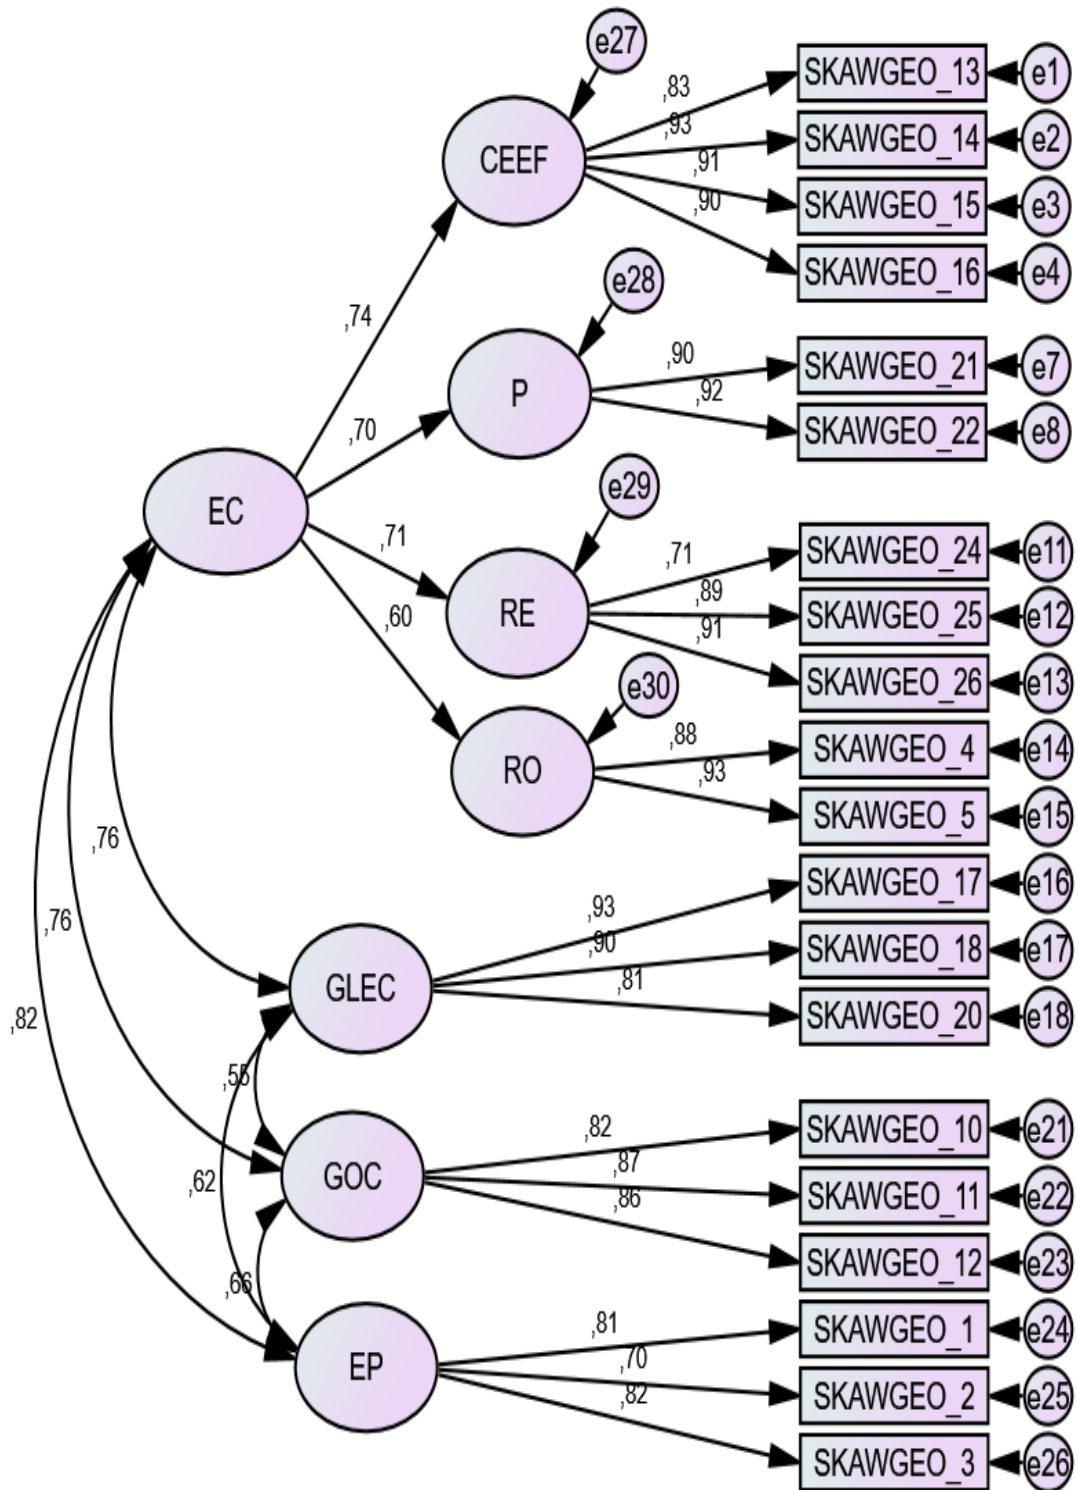 e27
SKAWGEO_13 e1
,83
,93
SKAWGEO_14 e2
CEEF
,91
SKAWGEO_15 e3
,90
SKAWGEO_16 e4
e28
,74
,90
SKAWGEO_21 e7
P
,92
SKAWGEO_22 e8
,70
e29
EC
,71
,71
SKAWGEO_24 e11
,89
RE
SKAWGEO_25 e12
,60
,91
SKAWGEO_26 e13
e30
,88
SKAWGEO_4 e14
RO
,93
SKAWGEO_5 e15
,76
SKAWGEO_17 e16
,93
,76
,90
SKAWGEO_18 e17
GLEC
,81
SKAWGEO_20 e18
,82
,55
,82
SKAWGEO_10 e21
,87
GOC
,62
SKAWGEO_11 e22
,86
SKAWGEO_12 e23
,66
,81
SKAWGEO_1 e24
EP
,70
SKAWGEO_2 e25
,82
SKAWGEO_3 e26